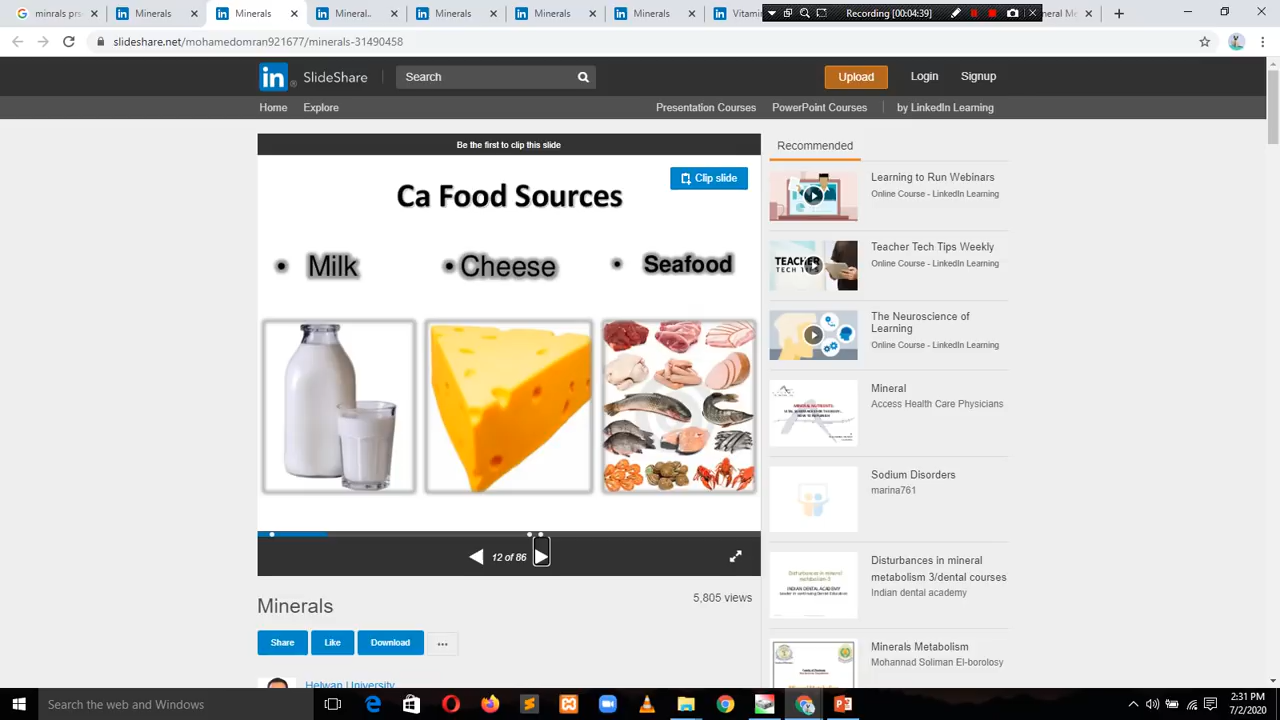 minerals
Minerals
Minerals
Minerals
Minerals
Minerals
Recording [00:04:39]
slideshare.net/mohamedomran921677/minerals-31490458
in SlideShare
Search
Upload
Login
Signup
Home
Explore
Presentation Courses
PowerPoint Courses
by LinkedIn Learning
Be the first to clip this slide
Clip slide
Ca Food Sources
• Milk
• Cheese
• Seafood
12 of 86
Minerals
5,805 views
Share
Like
Download
...
Helwan University
Recommended
Learning to Run Webinars
Online Course - LinkedIn Learning
TEACHER
TECH TIPS
Teacher Tech Tips Weekly
Online Course - LinkedIn Learning
The Neuroscience of
Learning
Online Course - LinkedIn Learning
Mineral
Access Health Care Physicians
Sodium Disorders
marina761
Disturbances in mineral
metabolism 3/dental courses
Indian dental academy
Minerals Metabolism
Mohannad Soliman El-borolosy
Search the web and Windows
2:31 PM
7/2/2020